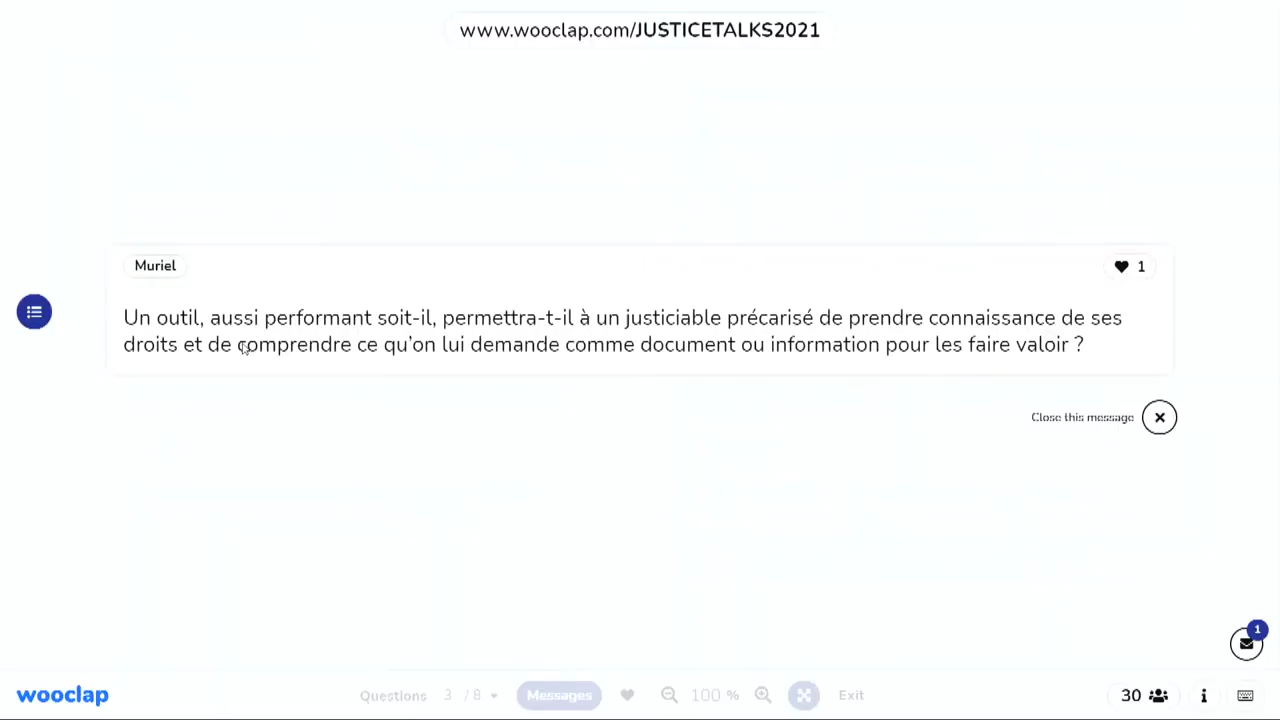 www.wooclap.com/JUSTICETALKS2021
Muriel
1
Un outil, aussi performant soit-il, permettra-t-il à un justiciable précarisé de prendre connaissance de ses
droits et de comprendre ce qu'on lui demande comme document ou information pour les faire valoir ?
Close this message
1
wooclap
Questions 3 / 8 Messages 100 % Exit 30